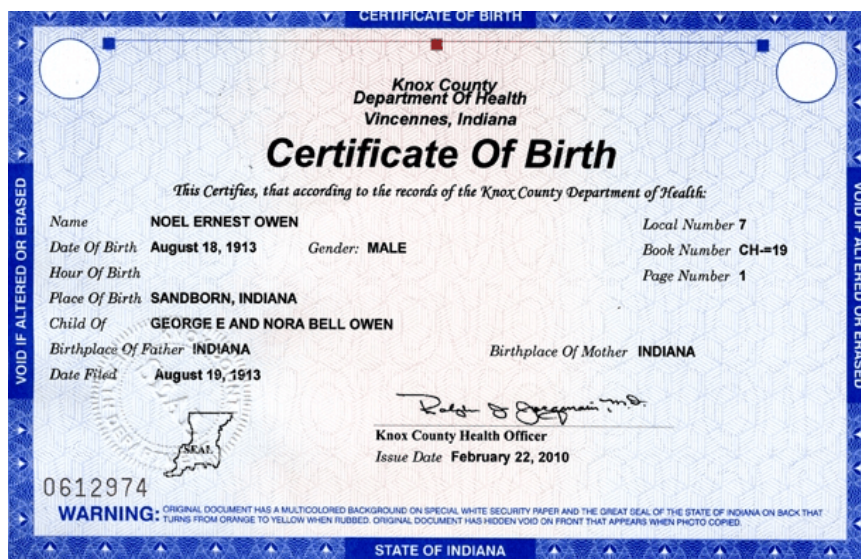 CERTIFICATE OF BIRTH
Knox County
Department Of Health
Vincennes, Indiana
Certificate Of Birth
This Certifies, that according to the records of the Knox County Department of Health:
Name NOEL ERNEST OWEN Local Number 7
Date Of Birth August 18, 1913 Gender: MALE Book Number CH-=19
Hour Of Birth Page Number 1
Place Of Birth SANDBORN, INDIANA
Child Of GEORGE E AND NORA BELL OWEN
Birthplace Of Father INDIANA Birthplace Of Mother INDIANA
Date Filed August 19, 1913
Knox County Health Officer
Issue Date February 22, 2010
SEAL
0612974
WARNING: ORIGINAL DOCUMENT HAS A MULTICOLORED BACKGROUND ON SPECIAL WHITE SECURITY PAPER AND THE GREAT SEAL OF THE STATE OF INDIANA ON BACK THAT
TURNS FROM ORANGE TO YELLOW WHEN RUBBED. ORIGINAL DOCUMENT HAS HIDDEN VOID ON FRONT THAT APPEARS WHEN PHOTO COPIED.
STATE OF INDIANA
VOID IF ALTERED OR ERASED
VOID IF ALTERED OR ERASED